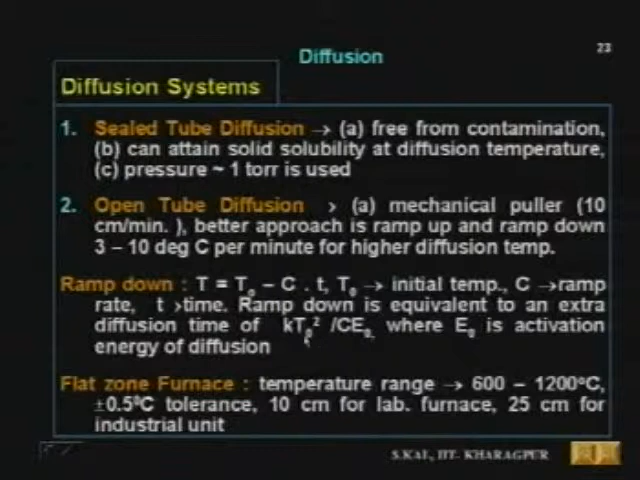 Diffusion
23
Diffusion Systems
1. Sealed Tube Diffusion → (a) free from contamination,
(b) can attain solid solubility at diffusion temperature,
(c) pressure ~ 1 torr is used
2. Open Tube Diffusion → (a) mechanical puller (10
cm/min. ), better approach is ramp up and ramp down
3 – 10 deg C per minute for higher diffusion temp.
Ramp down : T = T₀ – C . t, T₀ → initial temp., C →ramp
rate, t →time. Ramp down is equivalent to an extra
diffusion time of kT₀² /CE₀, where E₀ is activation
energy of diffusion
Flat zone Furnace : temperature range → 600 – 1200°C,
±0.5⁰C tolerance, 10 cm for lab. furnace, 25 cm for
industrial unit
S.KAL, IIT- KHARAGPUR